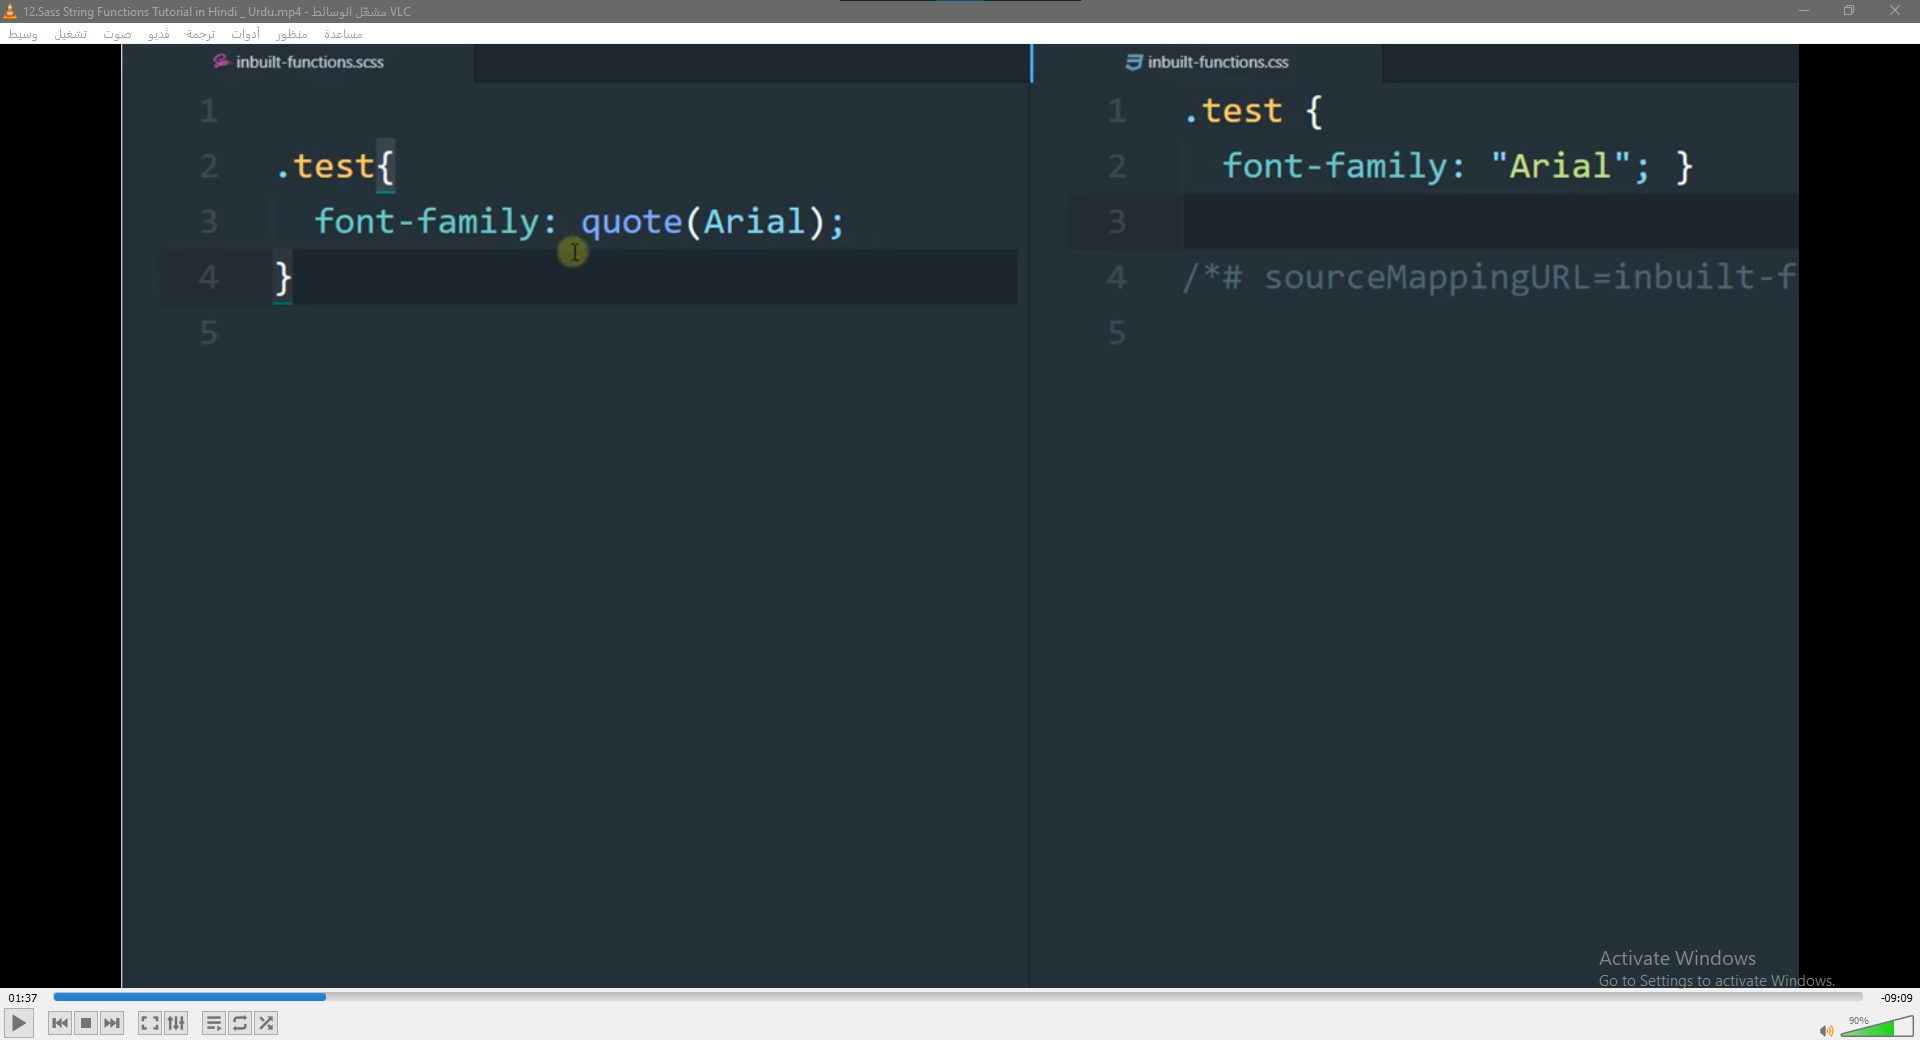 12.Sass String Functions Tutorial in Hindi _ Urdu.mp4 - مشغّل الوسائط VLC
وسيط تشغيل صوت ڤديو ترجمة أدوات منظور مساعدة
inbuilt-functions.scss
1
2 .test{
3 font-family: quote(Arial);
4 }
5
inbuilt-functions.css
1 .test {
2 font-family: "Arial"; }
3
4 /*# sourceMappingURL=inbuilt-f
5
Activate Windows
Go to Settings to activate Windows.
01:37
-09:09
90%